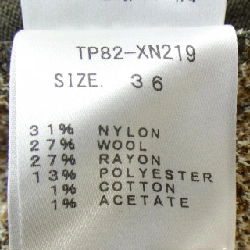 TP82-XN219
SIZE. 36
31% NYLON
27% WOOL
27% RAYON
13% POLYESTER
1% COTTON
1% ACETATE